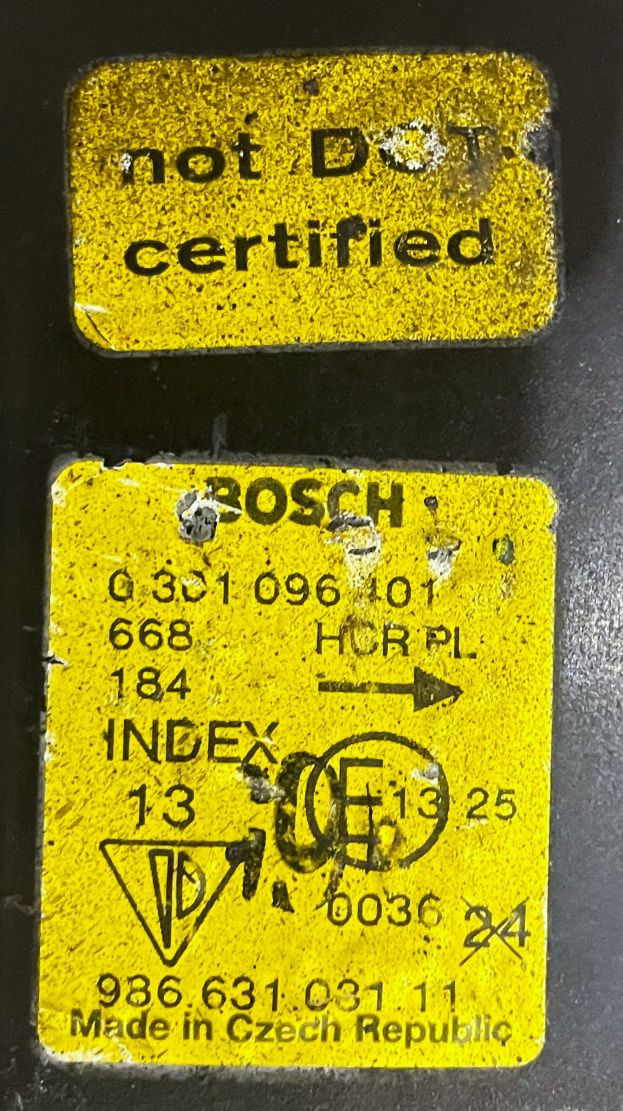 not DOT
certified
BOSCH
0 301 096 401
668 HCR PL
184
INDEX
13
E 13 25
0036 24
986.631.031.11
Made in Czech Republic